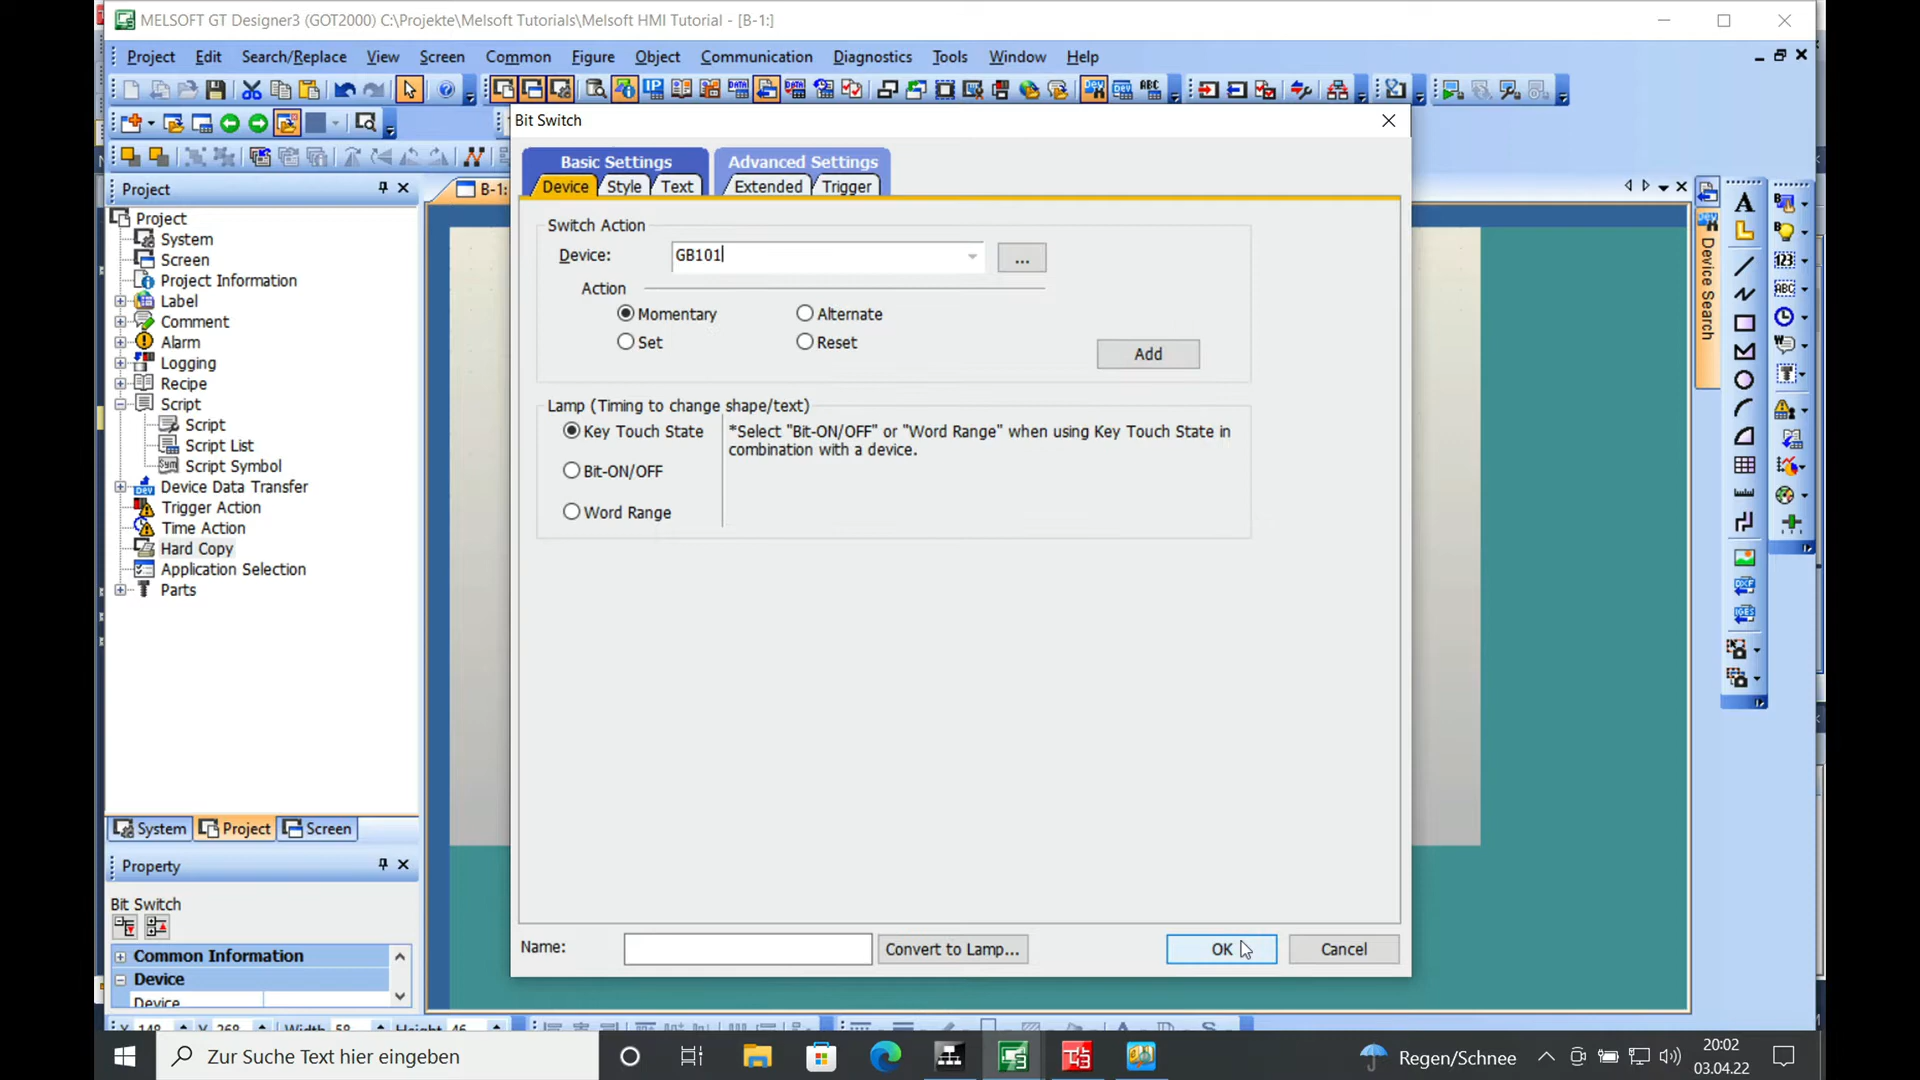 MELSOFT GT Designer3 (GOT2000) C:\Projekte\Melsoft Tutorials\Melsoft HMI Tutorial - [B-1:]
Project Edit Search/Replace View Screen Common Figure Object Communication Diagnostics Tools Window Help
Bit Switch
Basic Settings Advanced Settings
Device Style Text Extended Trigger
Project
B-1:
Project
System
Screen
Project Information
Label
Comment
Alarm
Logging
Recipe
Script
Script
Script List
Script Symbol
Device Data Transfer
Trigger Action
Time Action
Hard Copy
Application Selection
Parts
Switch Action
Device: GB101 ...
Action
Momentary Alternate
Set Reset
Add
Lamp (Timing to change shape/text)
Key Touch State
Bit-ON/OFF
Word Range
*Select "Bit-ON/OFF" or "Word Range" when using Key Touch State in
combination with a device.
Device Search
System Project Screen
Property
Bit Switch
Common Information
Device
Device
Name: Convert to Lamp... OK Cancel
X 148 Y 268 Width 58 Height 46
Zur Suche Text hier eingeben
Regen/Schnee
20:02
03.04.22